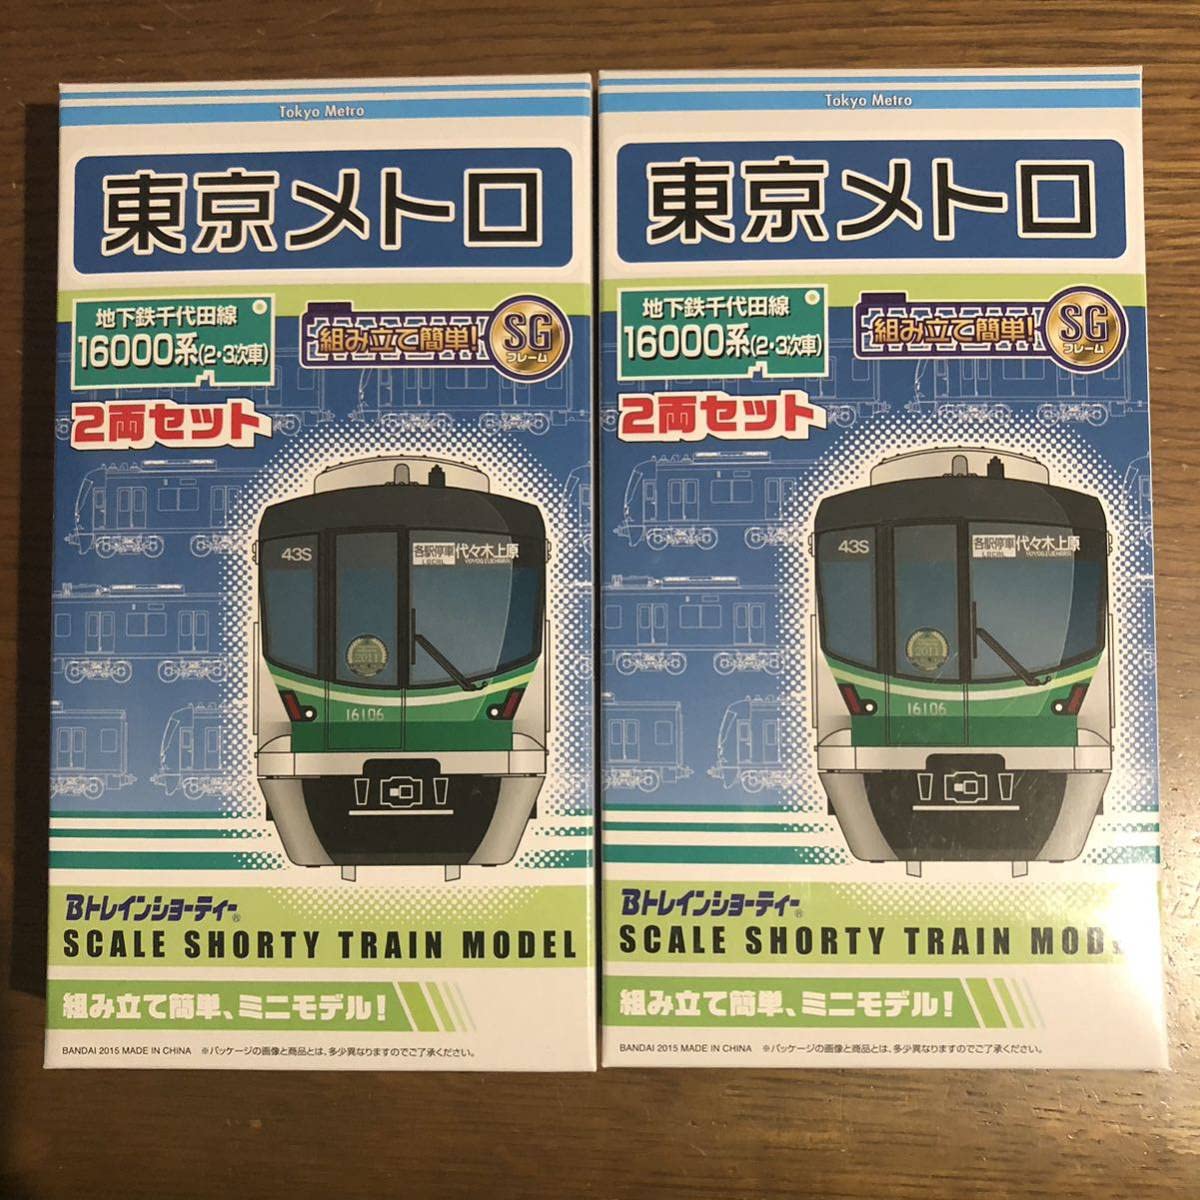 Tokyo Metro
東京メトロ
地下鉄千代田線
16000系(2・3次車)
組み立て簡単!
SG
フレーム
2両セット
43S
各駅停車
LOCAL
代々木上原
YOYOGI-UEHARA
2011
16106
Bトレインショーティー®
SCALE SHORTY TRAIN MODEL
組み立て簡単、ミニモデル!
BANDAI 2015 MADE IN CHINA ※パッケージの画像と商品とは、多少異なりますのでご了承ください。
Tokyo Metro
東京メトロ
地下鉄千代田線
16000系(2・3次車)
組み立て簡単!
SG
フレーム
2両セット
43S
各駅停車
LOCAL
代々木上原
YOYOGI-UEHARA
2011
16106
Bトレインショーティー®
SCALE SHORTY TRAIN MODEL
組み立て簡単、ミニモデル!
BANDAI 2015 MADE IN CHINA ※パッケージの画像と商品とは、多少異なりますのでご了承ください。